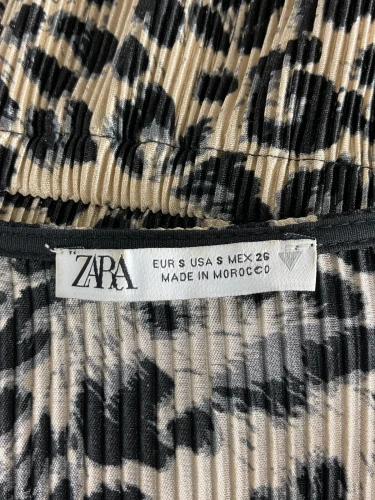 ZARA
EUR S USA S MEX 26
MADE IN MOROCCO